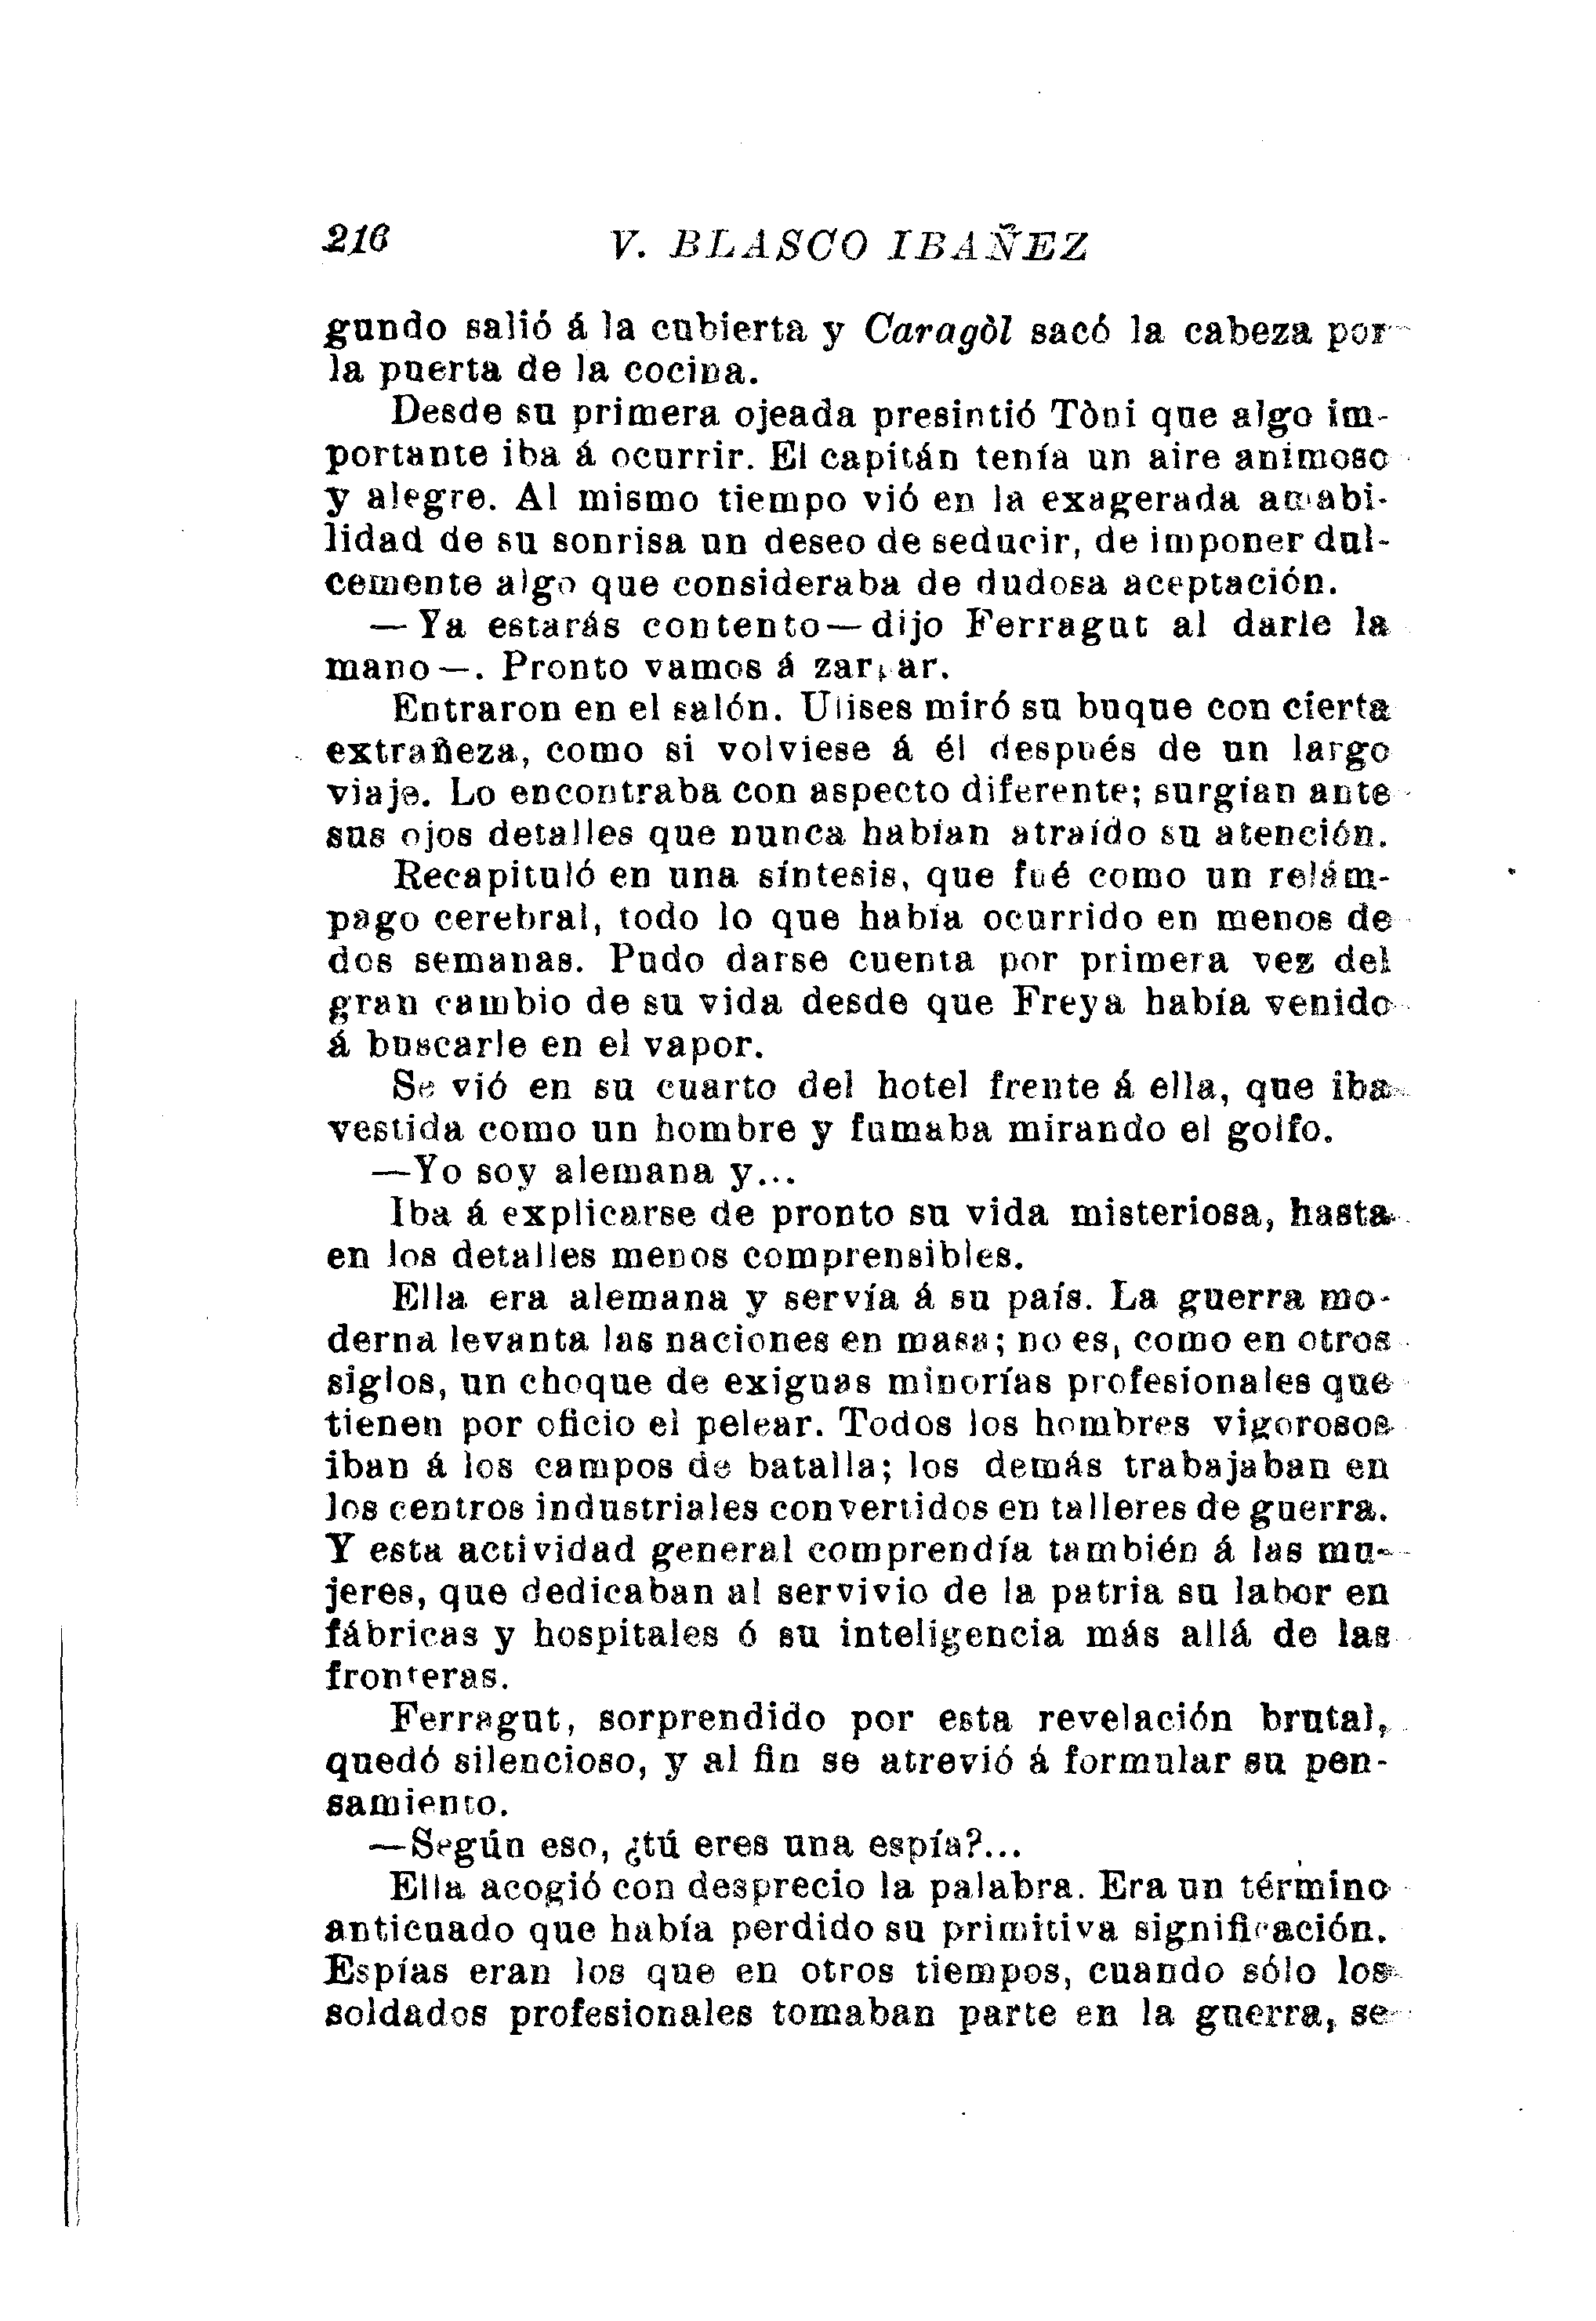 216 V. BLASCO IBAÑEZ
gundo salió á la cubierta y Caragòl sacó la cabeza por
la puerta de la cocina.
Desde su primera ojeada presintió Tòni que algo im-
portante iba á ocurrir. El capitán tenía un aire animoso
y alegre. Al mismo tiempo vió en la exagerada amabi-
lidad de su sonrisa un deseo de seducir, de imponer dul-
cemente algo que consideraba de dudosa aceptación.
—Ya estarás contento—dijo Ferragut al darle la
mano—. Pronto vamos á zarpar.
Entraron en el salón. Ulises miró su buque con cierta
extrañeza, como si volviese á él después de un largo
viaje. Lo encontraba con aspecto diferente; surgían ante
sus ojos detalles que nunca habían atraído su atención.
Recapituló en una síntesis, que fué como un relám-
pago cerebral, todo lo que había ocurrido en menos de
dos semanas. Pudo darse cuenta por primera vez del
gran cambio de su vida desde que Freya había venido
á buscarle en el vapor.
Se vió en su cuarto del hotel frente á ella, que iba
vestida como un hombre y fumaba mirando el golfo.
—Yo soy alemana y...
Iba á explicarse de pronto su vida misteriosa, hasta
en los detalles menos comprensibles.
Ella era alemana y servía á su país. La guerra mo-
derna levanta las naciones en masa; no es, como en otros
siglos, un choque de exiguas minorías profesionales que
tienen por oficio el pelear. Todos los hombres vigorosos
iban á los campos de batalla; los demás trabajaban en
los centros industriales convertidos en talleres de guerra.
Y esta actividad general comprendía también á las mu-
jeres, que dedicaban al servivio de la patria su labor en
fábricas y hospitales ó su inteligencia más allá de las
fronteras.
Ferragut, sorprendido por esta revelación brutal,
quedó silencioso, y al fin se atrevió á formular su pen-
samiento.
—Según eso, ¿tú eres una espía?...
Ella acogió con desprecio la palabra. Era un término
anticuado que había perdido su primitiva significación.
Espías eran los que en otros tiempos, cuando sólo los
soldados profesionales tomaban parte en la guerra, se